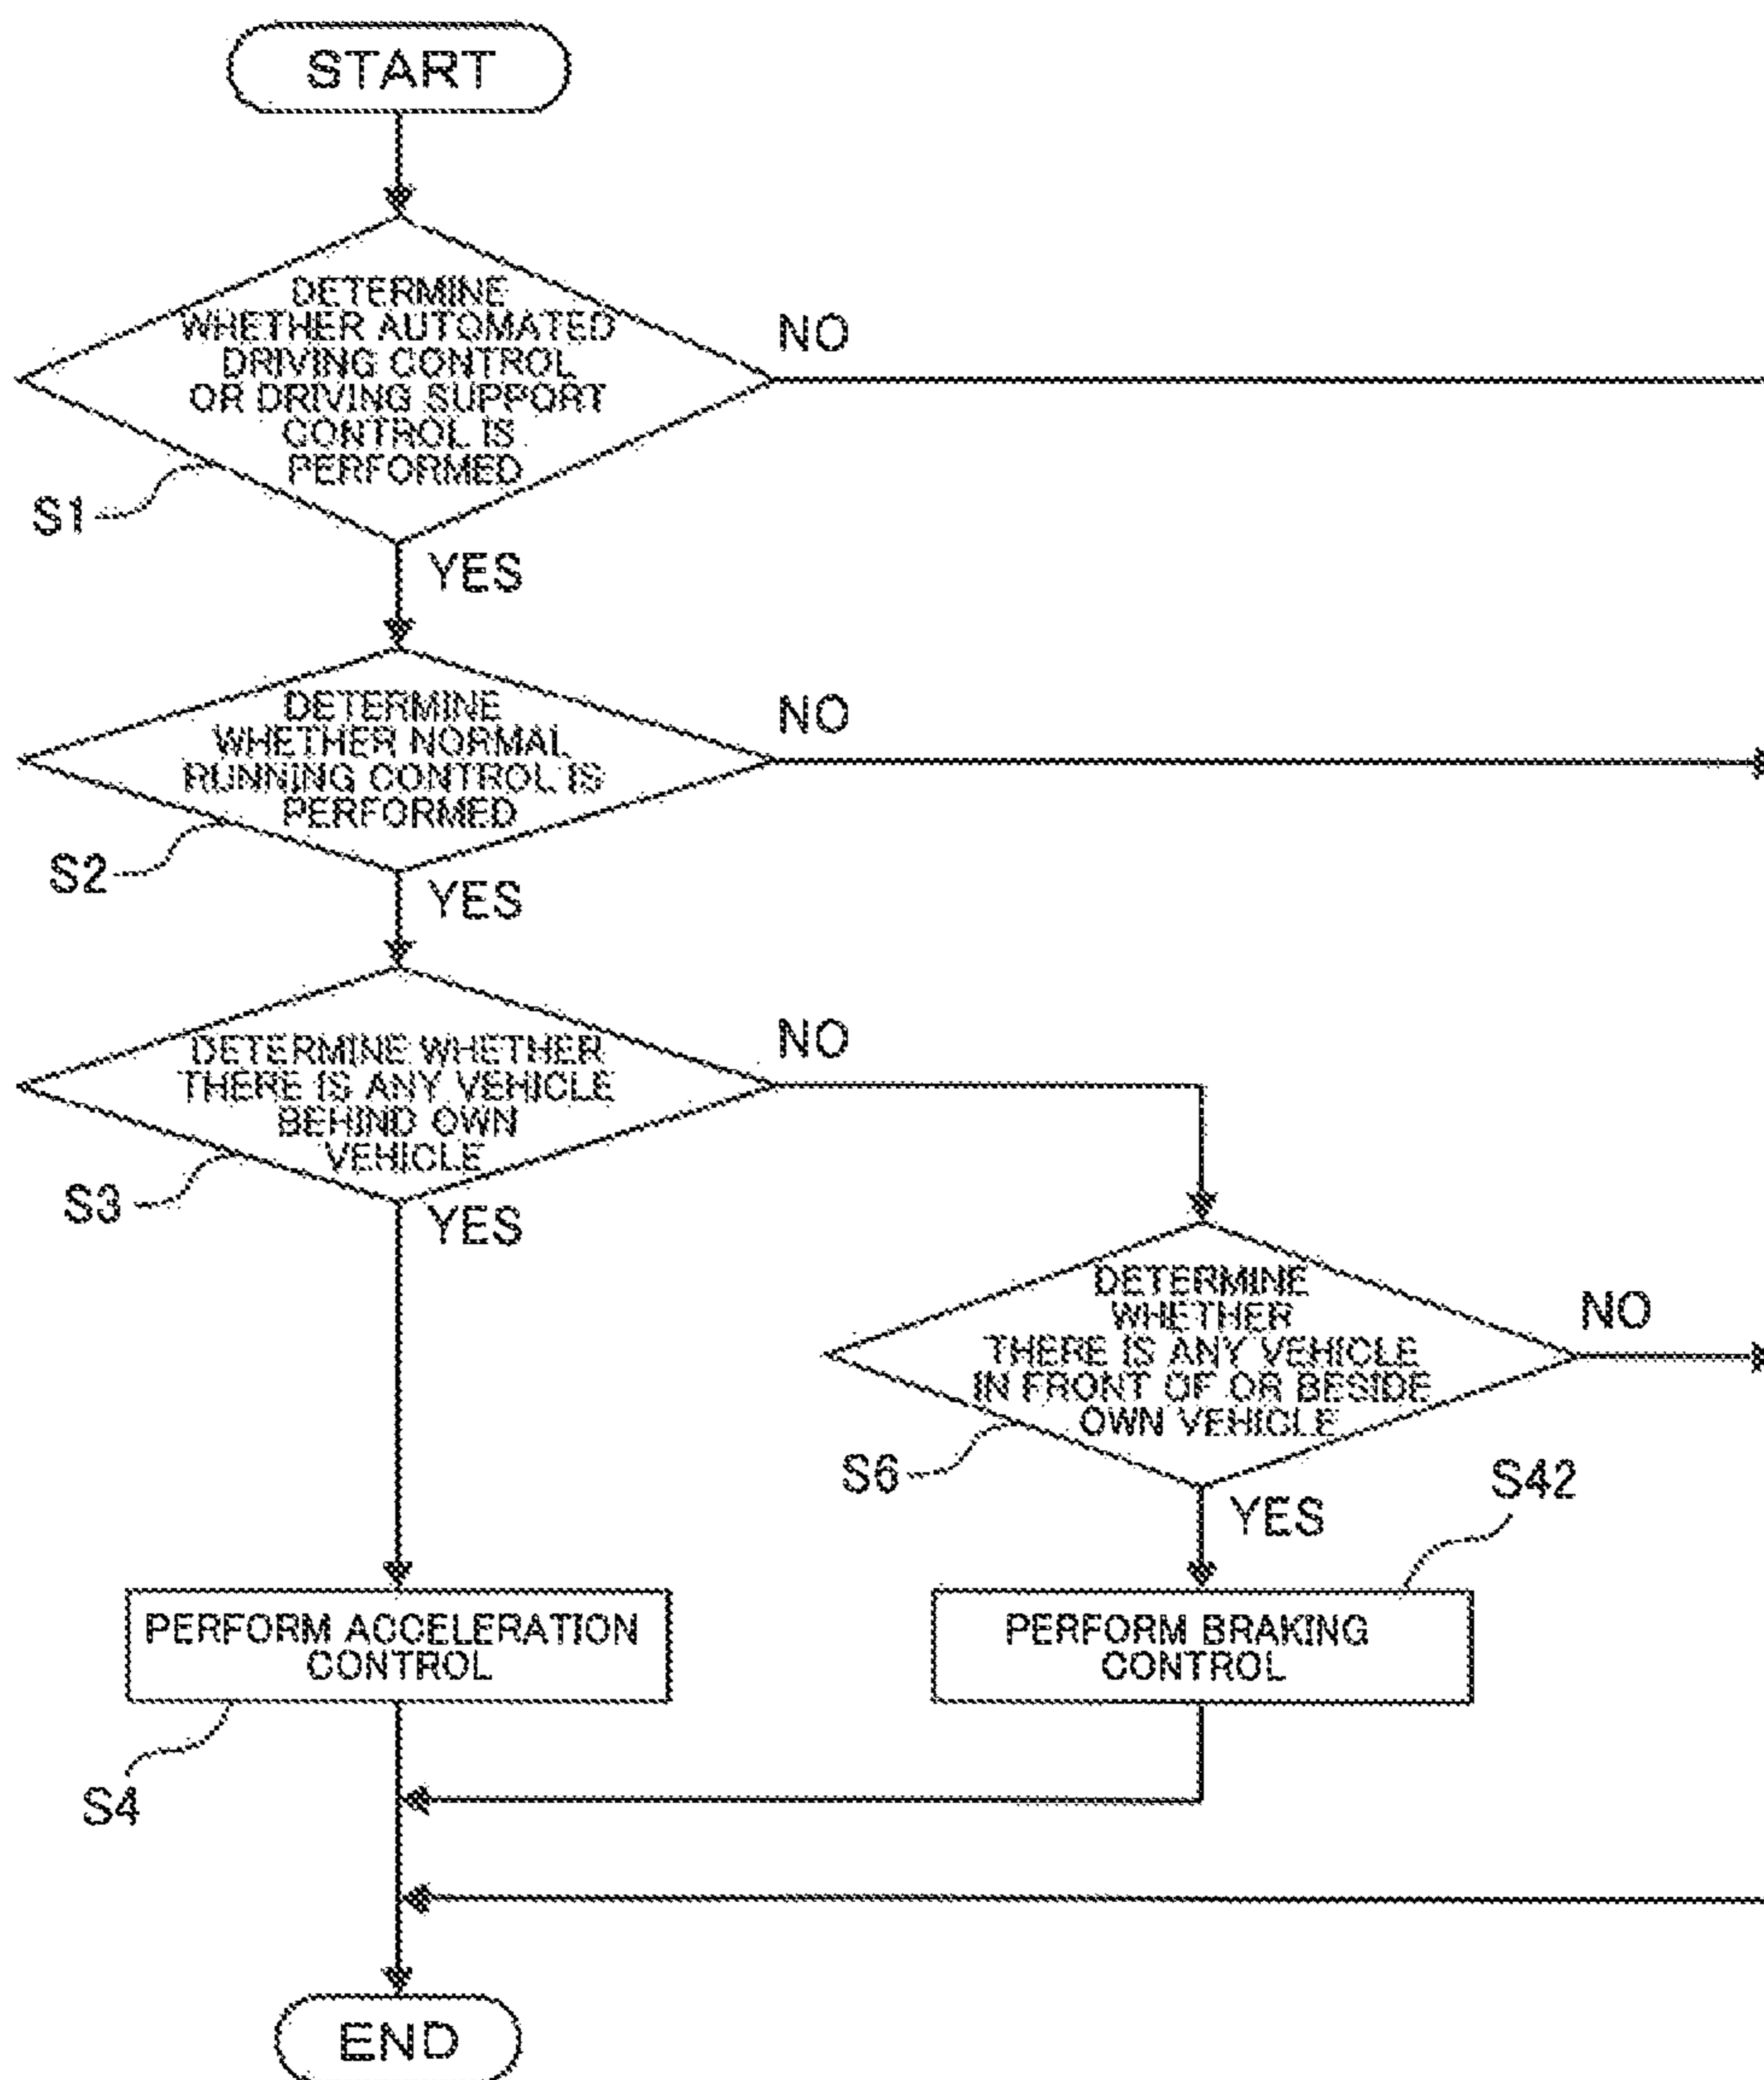 START
DETERMINE
WHETHER AUTOMATED
DRIVING CONTROL
OR DRIVING SUPPORT
CONTROL IS
PERFORMED
NO
S1
YES
DETERMINE
WHETHER NORMAL
RUNNING CONTROL IS
PERFORMED
NO
S2
YES
DETERMINE WHETHER
THERE IS ANY VEHICLE
BEHIND OWN
VEHICLE
NO
S3
YES
DETERMINE
WHETHER
THERE IS ANY VEHICLE
IN FRONT OF OR BESIDE
OWN VEHICLE
NO
S6
YES
S42
PERFORM ACCELERATION
CONTROL
PERFORM BRAKING
CONTROL
S4
END